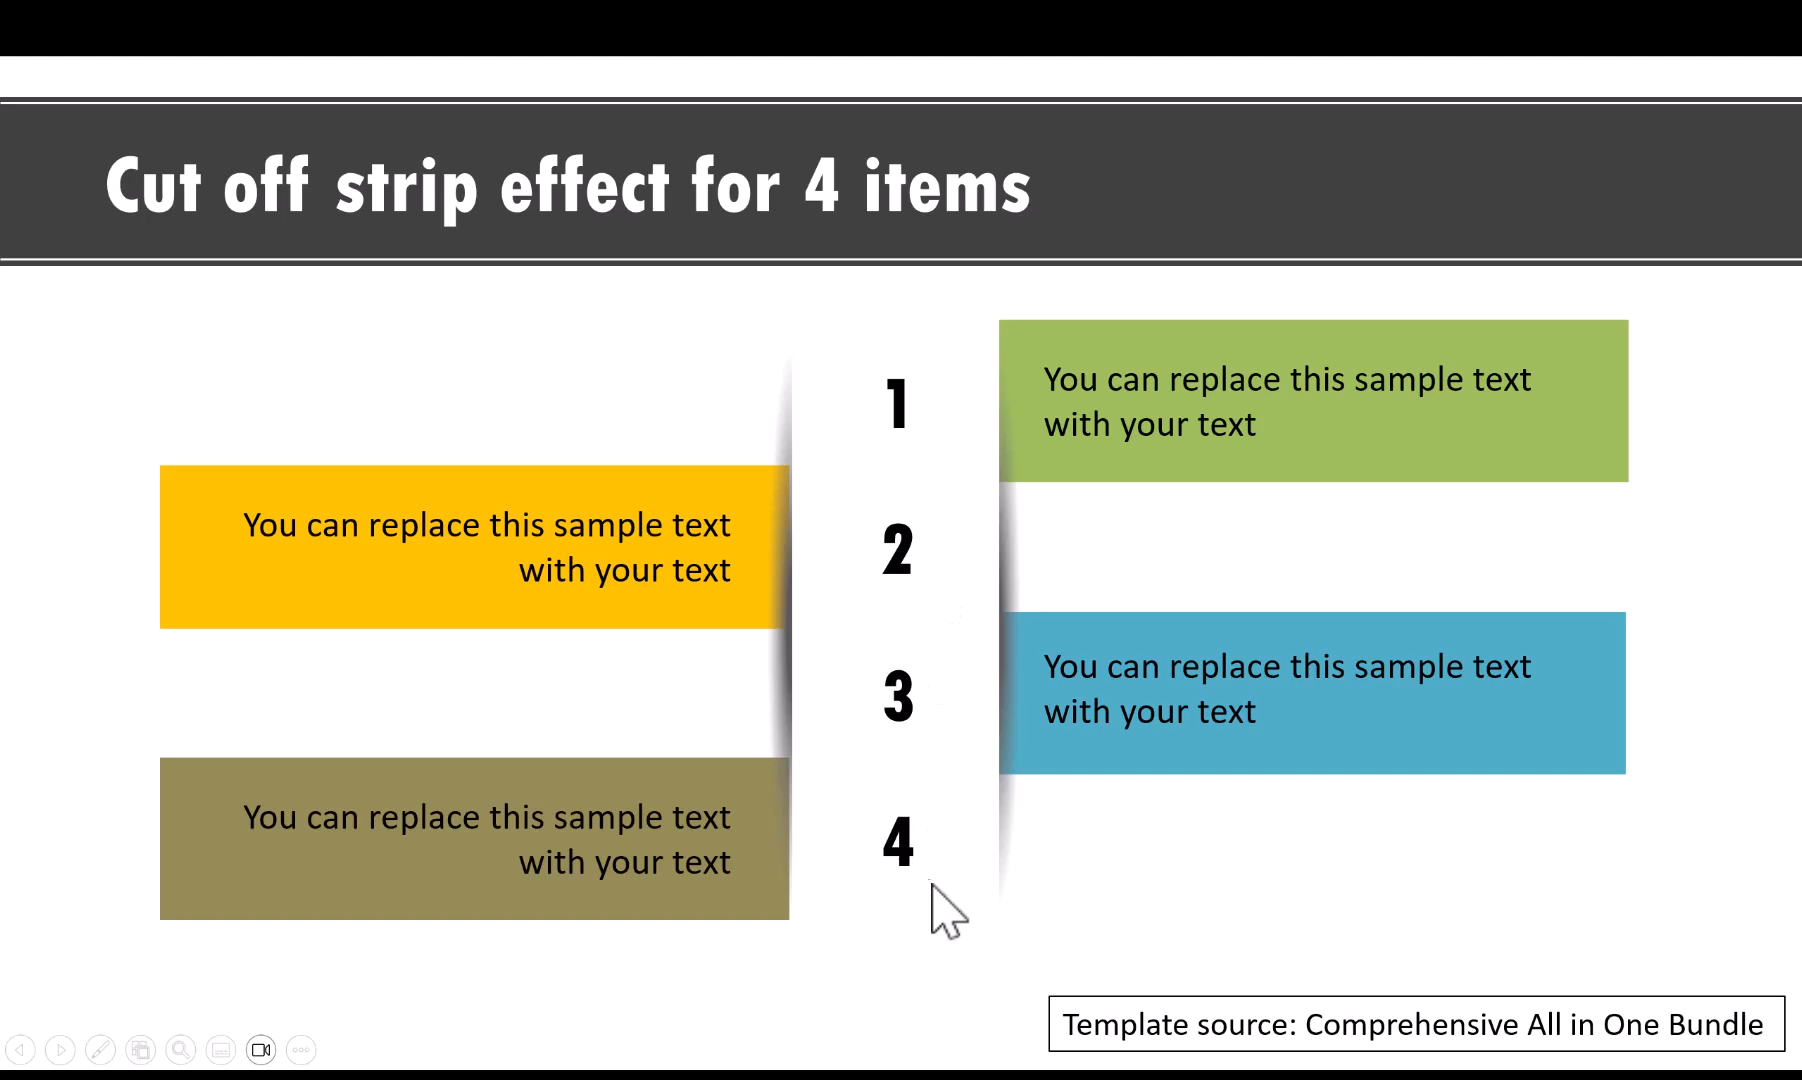 Cut off strip effect for 4 items
1
You can replace this sample text
with your text
2
You can replace this sample text
with your text
3
You can replace this sample text
with your text
4
You can replace this sample text
with your text
Template source: Comprehensive All in One Bundle